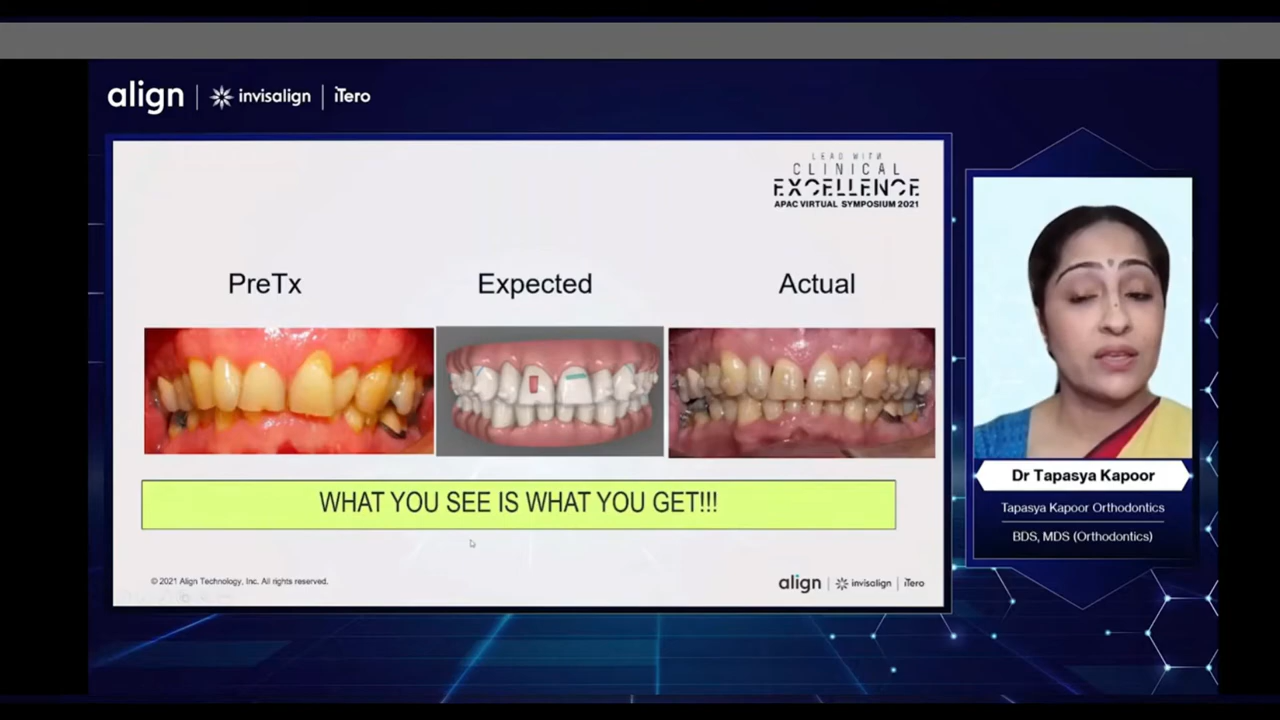 align | invisalign | iTero
LEAD WITH
CLINICAL
EXCELLENCE
APAC VIRTUAL SYMPOSIUM 2021
PreTx
Expected
Actual
WHAT YOU SEE IS WHAT YOU GET!!!
© 2021 Align Technology, Inc. All rights reserved.
align | invisalign | iTero
Dr Tapasya Kapoor
Tapasya Kapoor Orthodontics
BDS, MDS (Orthodontics)